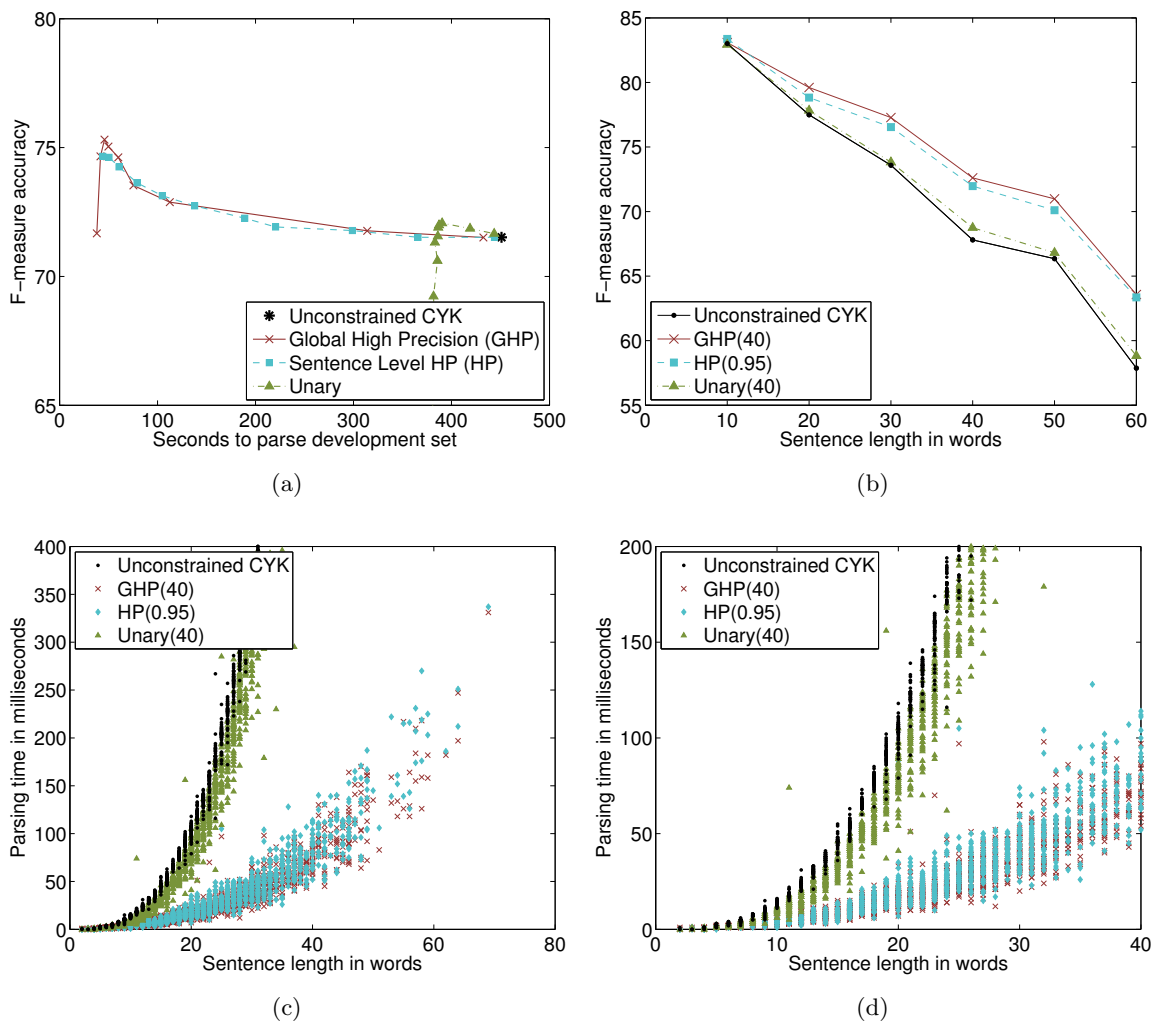 80
75
70
65
F−measure accuracy
0
100
200
300
400
500
Seconds to parse development set
Unconstrained CYK
Global High Precision (GHP)
Sentence Level HP (HP)
Unary
(a)
85
80
75
70
65
60
55
F−measure accuracy
0
10
20
30
40
50
60
Sentence length in words
Unconstrained CYK
GHP(40)
HP(0.95)
Unary(40)
(b)
400
350
300
250
200
150
100
50
0
Parsing time in milliseconds
0
20
40
60
80
Sentence length in words
Unconstrained CYK
GHP(40)
HP(0.95)
Unary(40)
(c)
200
150
100
50
0
Parsing time in milliseconds
0
10
20
30
40
Sentence length in words
Unconstrained CYK
GHP(40)
HP(0.95)
Unary(40)
(d)